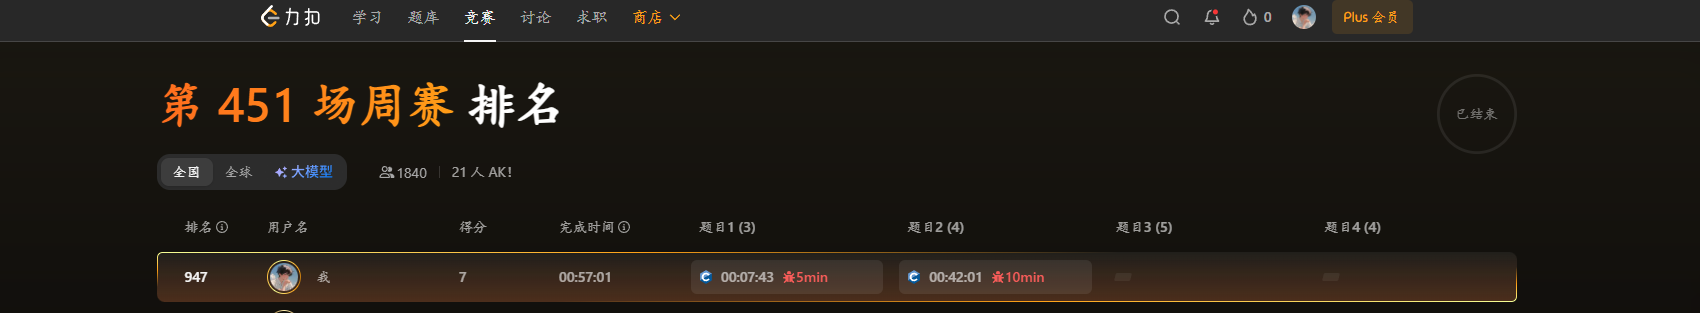 力扣 学习 题库 竞赛 讨论 求职 商店 0 Plus 会员
第 451 场周赛 排名
已结束
全国 全球 大模型 1840 21 人 AK!
排名 用户名 得分 完成时间 题目1 (3) 题目2 (4) 题目3 (5) 题目4 (4)
947 我 7 00:57:01 00:07:43 5min 00:42:01 10min